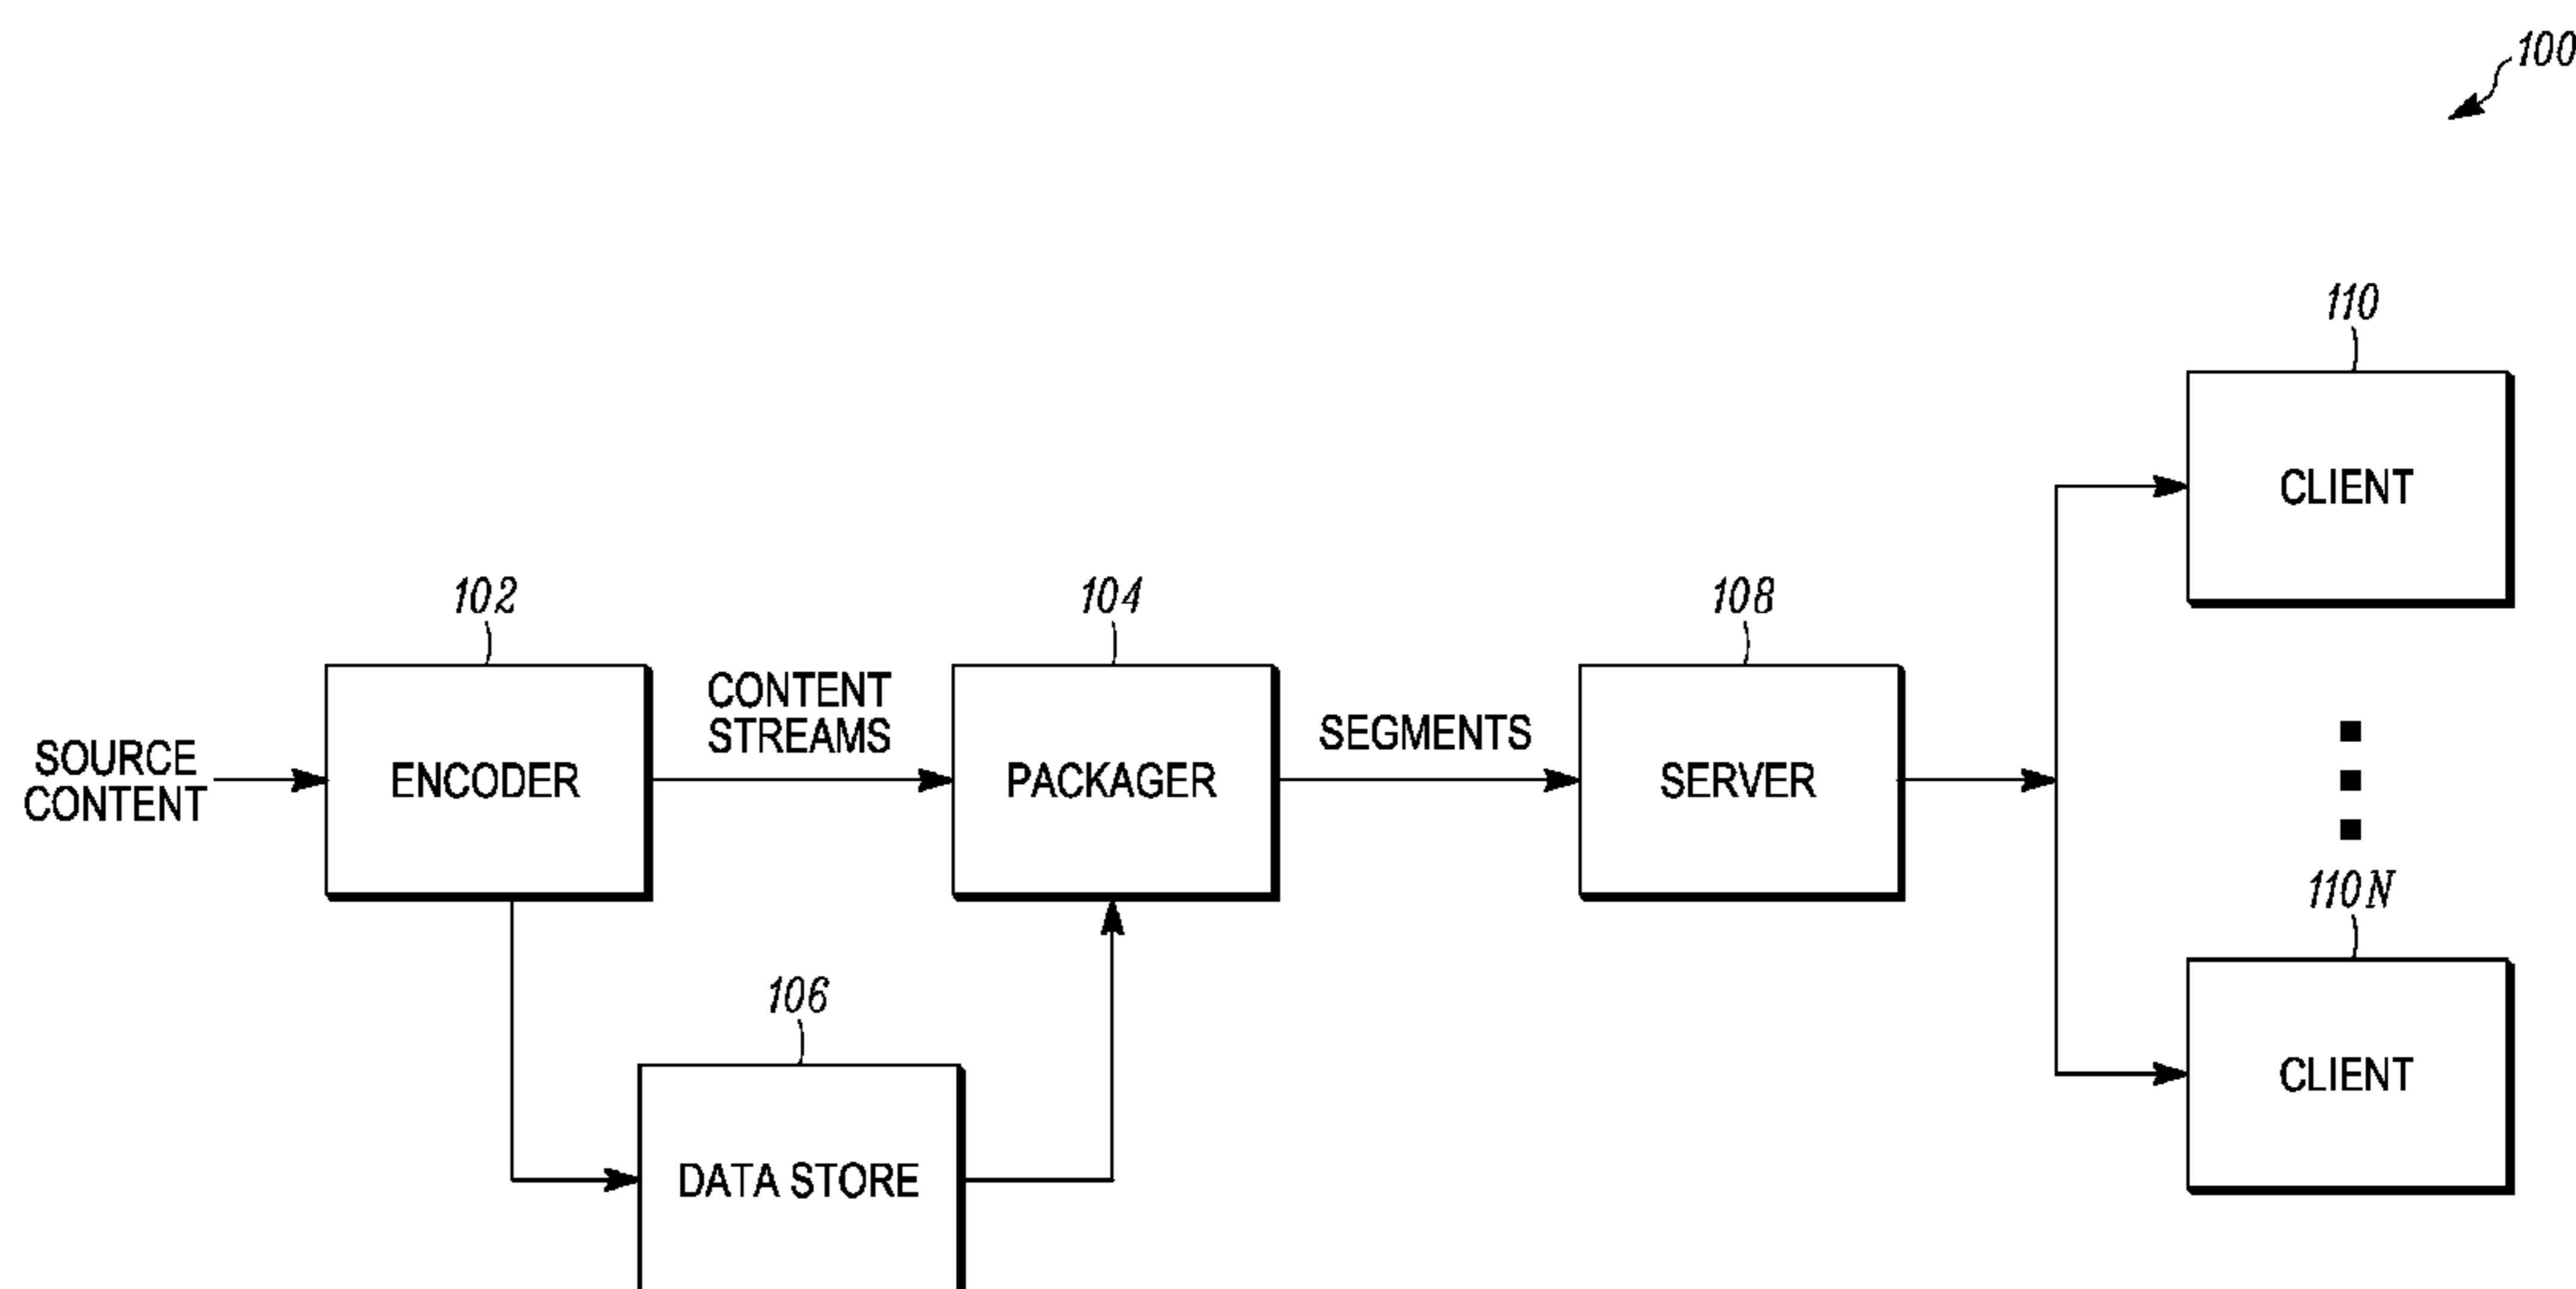 100
110
CLIENT
102
104
108
CONTENT
STREAMS
SEGMENTS
SOURCE
CONTENT
ENCODER
PACKAGER
SERVER
110N
106
CLIENT
DATA STORE